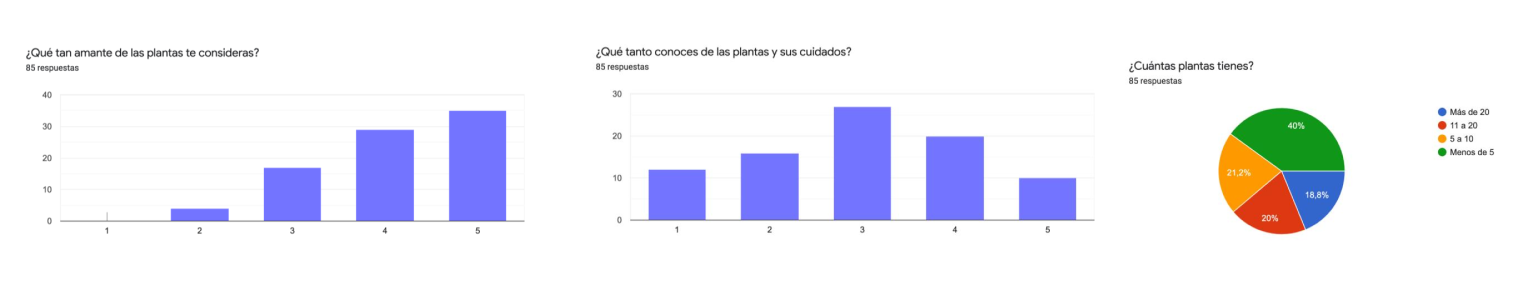 ¿Qué tan amante de las plantas te consideras?
85 respuestas
40
30
20
10
0
1 2 3 4 5
¿Qué tanto conoces de las plantas y sus cuidados?
85 respuestas
30
20
10
0
1 2 3 4 5
¿Cuántas plantas tienes?
85 respuestas
40%
21,2%
18,8%
20%
Más de 20
11 a 20
5 a 10
Menos de 5